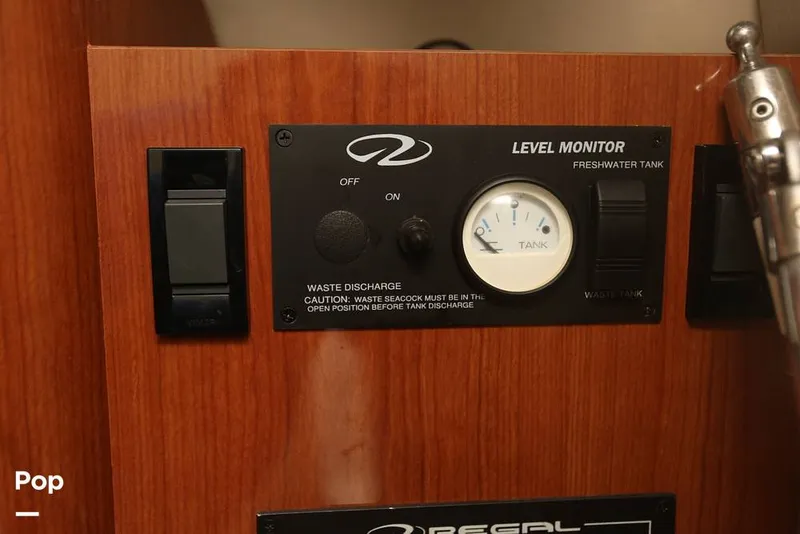 LEVEL MONITOR
FRESHWATER TANK
OFF
ON
TANK
WASTE DISCHARGE
CAUTION: WASTE SEACOCK MUST BE IN THE
OPEN POSITION BEFORE TANK DISCHARGE
WASTE TANK
Pop
REGAL